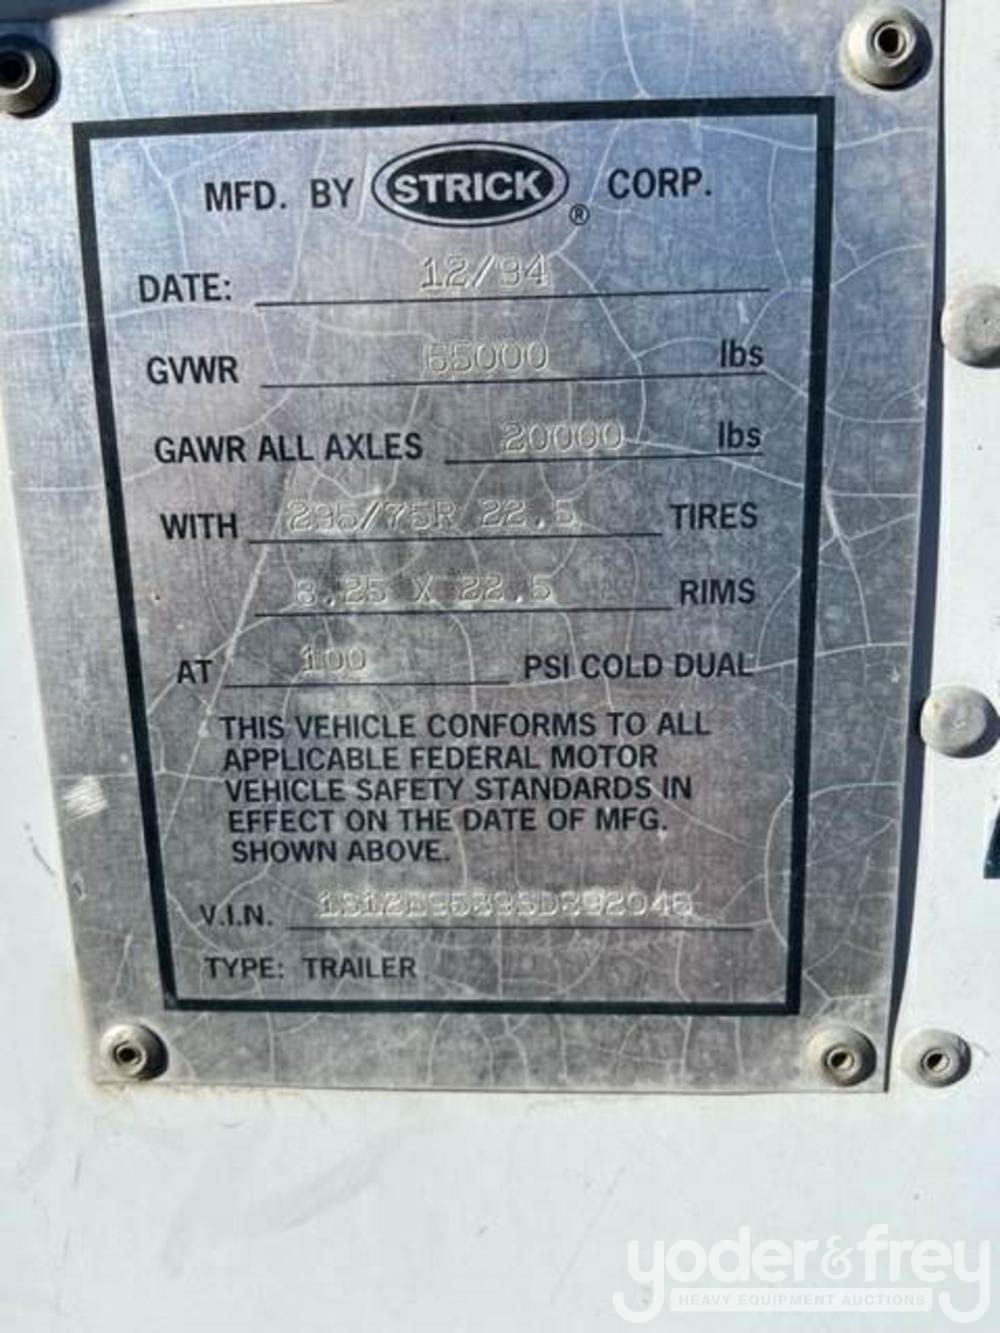 MFD. BY STRICK ® CORP.
DATE: 12/94
GVWR 65000 lbs
GAWR ALL AXLES 20000 lbs
WITH 295/75R 22.5 TIRES
8.25 X 22.5 RIMS
AT 100 PSI COLD DUAL
THIS VEHICLE CONFORMS TO ALL
APPLICABLE FEDERAL MOTOR
VEHICLE SAFETY STANDARDS IN
EFFECT ON THE DATE OF MFG.
SHOWN ABOVE.
V.I.N.
TYPE: TRAILER
yoder&frey
HEAVY EQUIPMENT AUCTIONS